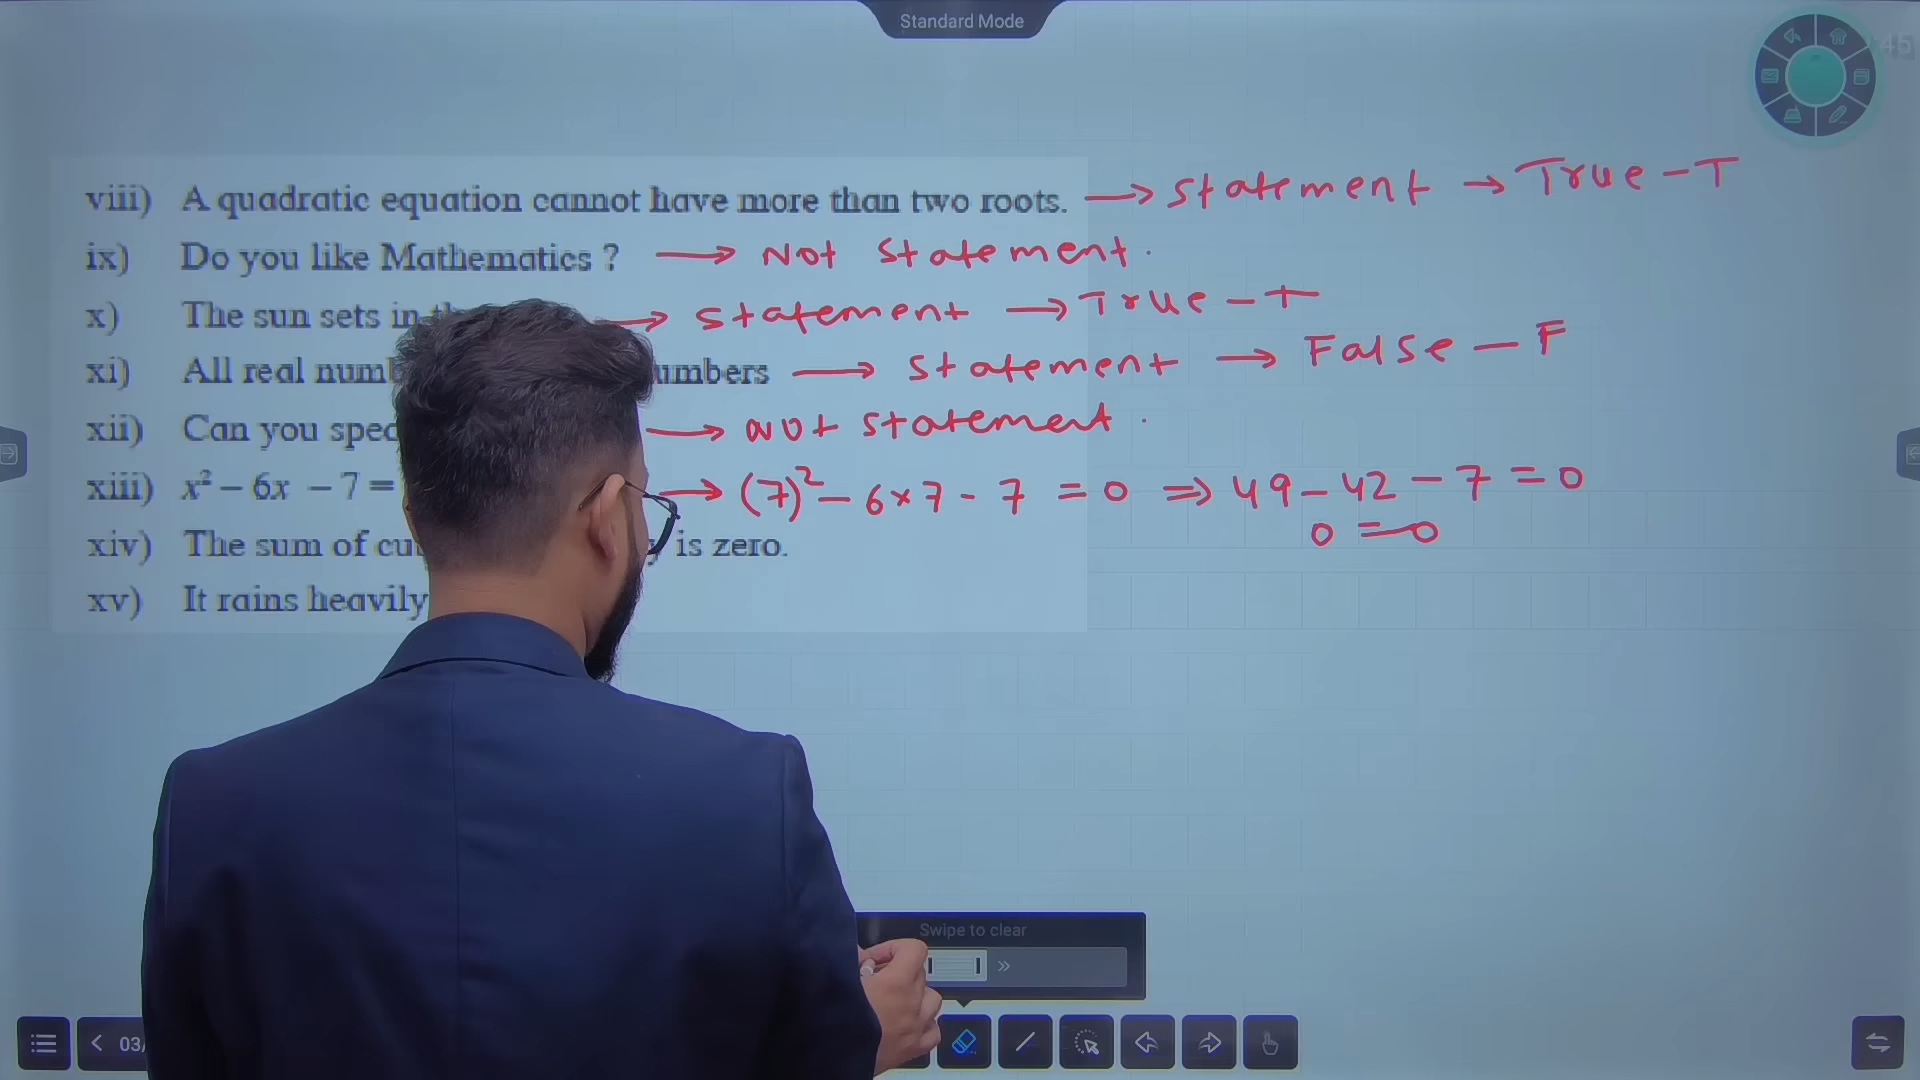 Standard Mode
45
viii) A quadratic equation cannot have more than two roots. → Statement → True - T
ix) Do you like Mathematics ? → Not Statement.
x) The sun sets in → Statement → True - T
xi) All real umbers → Statement → False - F
xii) Can you → not Statement.
xiii) x² – 6x – 7 = → (7)² - 6×7 - 7 = 0 ⇒ 49 - 42 - 7 = 0
0 = 0
xiv) The sum of is zero.
xv) It rains heavily
Swipe to clear
»
< 03/